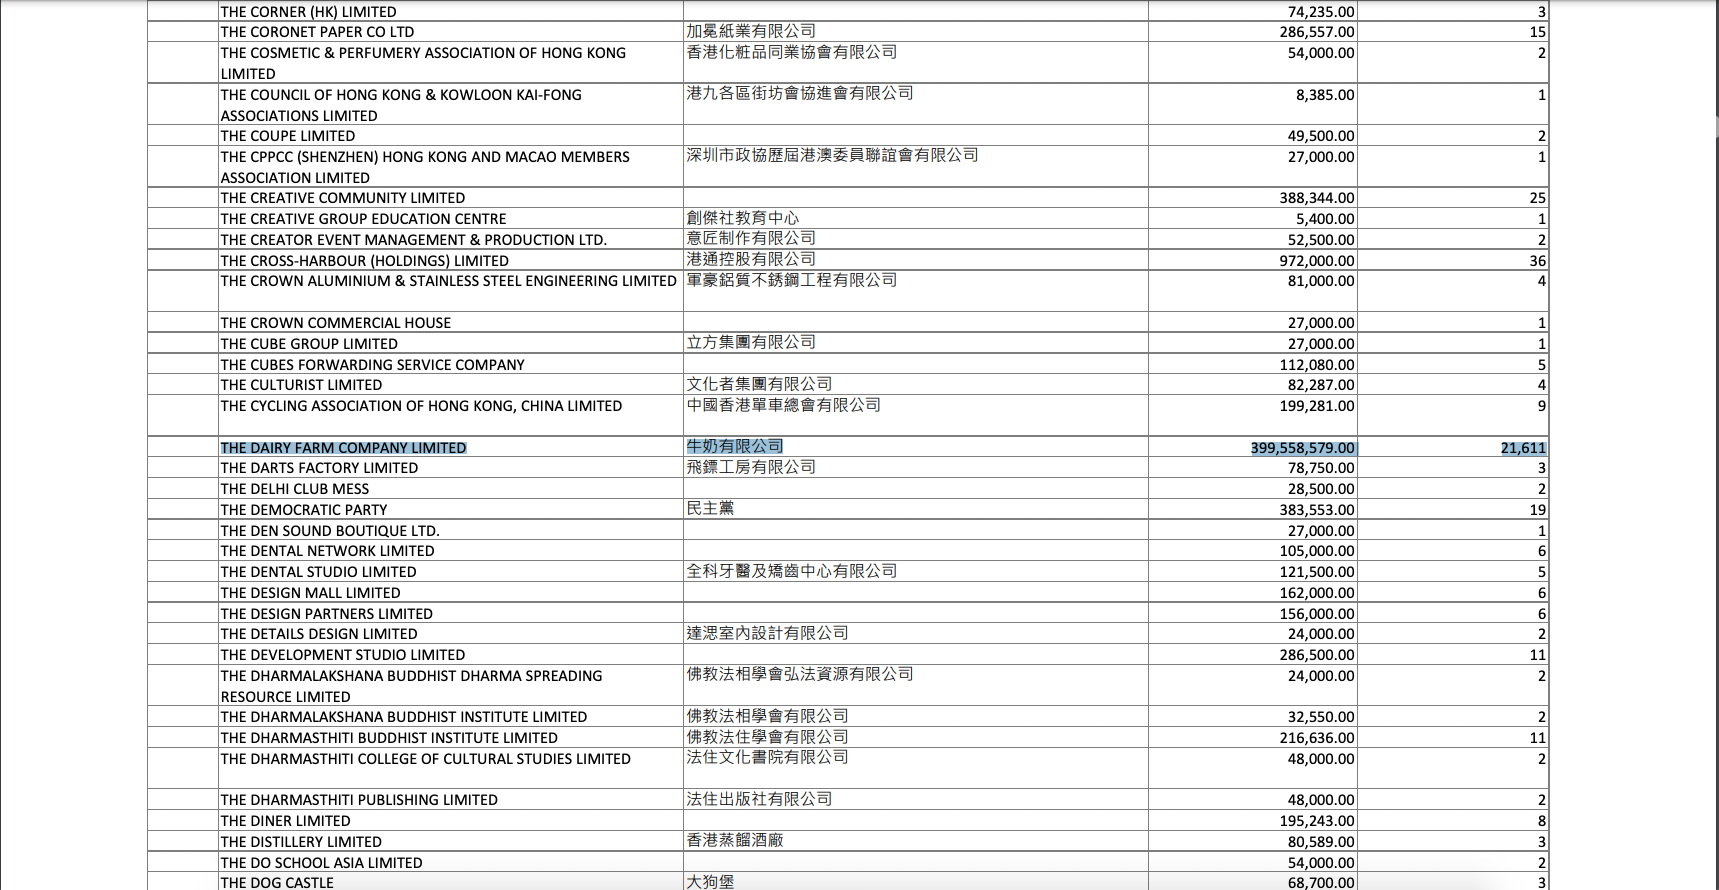 THE CORNER (HK) LIMITED 74,235.00 3
THE CORONET PAPER CO LTD 加冕紙業有限公司 286,557.00 15
THE COSMETIC & PERFUMERY ASSOCIATION OF HONG KONG 香港化粧品同業協會有限公司 54,000.00 2
LIMITED
THE COUNCIL OF HONG KONG & KOWLOON KAI-FONG 港九各區街坊會協進會有限公司 8,385.00 1
ASSOCIATIONS LIMITED
THE COUPE LIMITED 49,500.00 2
THE CPPCC (SHENZHEN) HONG KONG AND MACAO MEMBERS 深圳市政協歷屆港澳委員聯誼會有限公司 27,000.00 1
ASSOCIATION LIMITED
THE CREATIVE COMMUNITY LIMITED 388,344.00 25
THE CREATIVE GROUP EDUCATION CENTRE 創傑社教育中心 5,400.00 1
THE CREATOR EVENT MANAGEMENT & PRODUCTION LTD. 意匠制作有限公司 52,500.00 2
THE CROSS-HARBOUR (HOLDINGS) LIMITED 港通控股有限公司 972,000.00 36
THE CROWN ALUMINIUM & STAINLESS STEEL ENGINEERING LIMITED 軍豪鋁質不銹鋼工程有限公司 81,000.00 4
THE CROWN COMMERCIAL HOUSE 27,000.00 1
THE CUBE GROUP LIMITED 立方集團有限公司 27,000.00 1
THE CUBES FORWARDING SERVICE COMPANY 112,080.00 5
THE CULTURIST LIMITED 文化者集團有限公司 82,287.00 4
THE CYCLING ASSOCIATION OF HONG KONG, CHINA LIMITED 中國香港單車總會有限公司 199,281.00 9
THE DAIRY FARM COMPANY LIMITED 牛奶有限公司 399,558,579.00 21,611
THE DARTS FACTORY LIMITED 飛鏢工房有限公司 78,750.00 3
THE DELHI CLUB MESS 28,500.00 2
THE DEMOCRATIC PARTY 民主黨 383,553.00 19
THE DEN SOUND BOUTIQUE LTD. 27,000.00 1
THE DENTAL NETWORK LIMITED 105,000.00 6
THE DENTAL STUDIO LIMITED 全科牙醫及矯齒中心有限公司 121,500.00 5
THE DESIGN MALL LIMITED 162,000.00 6
THE DESIGN PARTNERS LIMITED 156,000.00 6
THE DETAILS DESIGN LIMITED 達漗室內設計有限公司 24,000.00 2
THE DEVELOPMENT STUDIO LIMITED 286,500.00 11
THE DHARMALAKSHANA BUDDHIST DHARMA SPREADING 佛教法相學會弘法資源有限公司 24,000.00 2
RESOURCE LIMITED
THE DHARMALAKSHANA BUDDHIST INSTITUTE LIMITED 佛教法相學會有限公司 32,550.00 2
THE DHARMASTHITI BUDDHIST INSTITUTE LIMITED 佛教法住學會有限公司 216,636.00 11
THE DHARMASTHITI COLLEGE OF CULTURAL STUDIES LIMITED 法住文化書院有限公司 48,000.00 2
THE DHARMASTHITI PUBLISHING LIMITED 法住出版社有限公司 48,000.00 2
THE DINER LIMITED 195,243.00 8
THE DISTILLERY LIMITED 香港蒸餾酒廠 80,589.00 3
THE DO SCHOOL ASIA LIMITED 54,000.00 2
THE DOG CASTLE 大狗堡 68,700.00 3